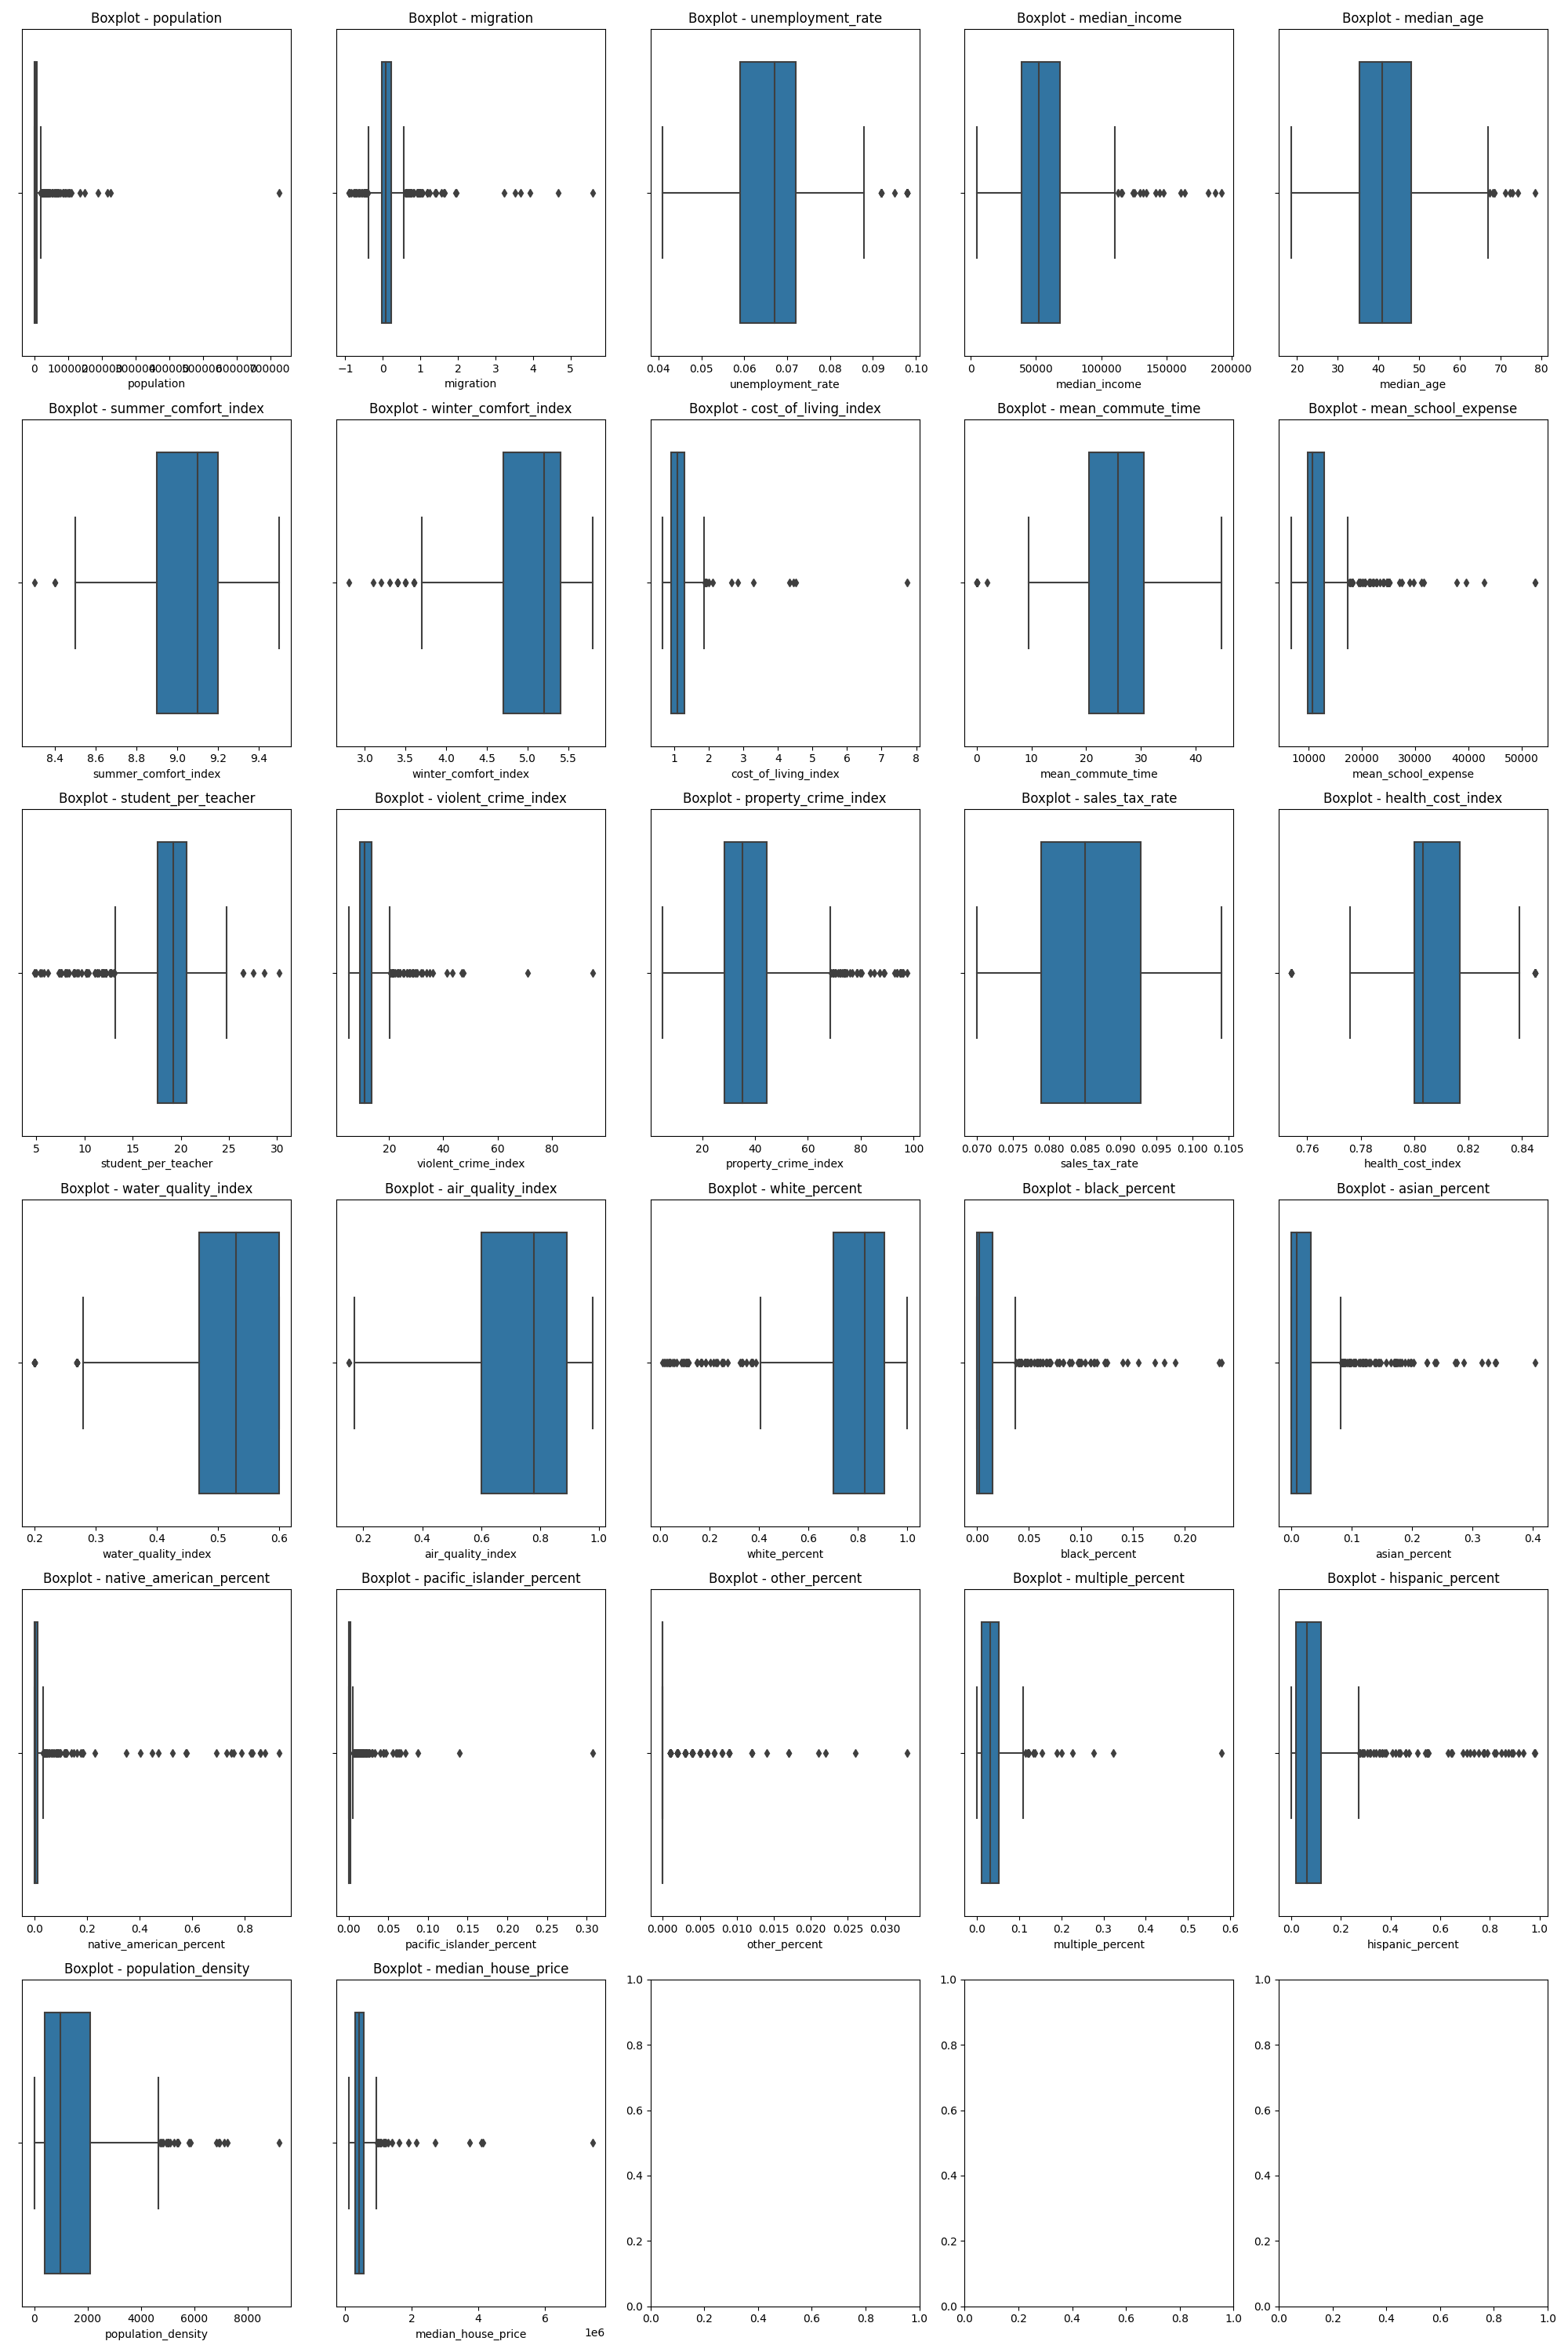 Boxplot - population Boxplot - migration Boxplot - unemployment_rate Boxplot - median_income Boxplot - median_age
0 100000 200000 300000 400000 500000 600000 700000 −1 0 1 2 3 4 5 0.04 0.05 0.06 0.07 0.08 0.09 0.10 0 50000 100000 150000 200000 20 30 40 50 60 70 80
population migration unemployment_rate median_income median_age
Boxplot - summer_comfort_index Boxplot - winter_comfort_index Boxplot - cost_of_living_index Boxplot - mean_commute_time Boxplot - mean_school_expense
8.4 8.6 8.8 9.0 9.2 9.4 3.0 3.5 4.0 4.5 5.0 5.5 1 2 3 4 5 6 7 8 0 10 20 30 40 10000 20000 30000 40000 50000
summer_comfort_index winter_comfort_index cost_of_living_index mean_commute_time mean_school_expense
Boxplot - student_per_teacher Boxplot - violent_crime_index Boxplot - property_crime_index Boxplot - sales_tax_rate Boxplot - health_cost_index
5 10 15 20 25 30 20 40 60 80 20 40 60 80 100 0.070 0.075 0.080 0.085 0.090 0.095 0.100 0.105 0.76 0.78 0.80 0.82 0.84
student_per_teacher violent_crime_index property_crime_index sales_tax_rate health_cost_index
Boxplot - water_quality_index Boxplot - air_quality_index Boxplot - white_percent Boxplot - black_percent Boxplot - asian_percent
0.2 0.3 0.4 0.5 0.6 0.2 0.4 0.6 0.8 1.0 0.0 0.2 0.4 0.6 0.8 1.0 0.00 0.05 0.10 0.15 0.20 0.0 0.1 0.2 0.3 0.4
water_quality_index air_quality_index white_percent black_percent asian_percent
Boxplot - native_american_percent Boxplot - pacific_islander_percent Boxplot - other_percent Boxplot - multiple_percent Boxplot - hispanic_percent
0.0 0.2 0.4 0.6 0.8 0.00 0.05 0.10 0.15 0.20 0.25 0.30 0.000 0.005 0.010 0.015 0.020 0.025 0.030 0.0 0.1 0.2 0.3 0.4 0.5 0.6 0.0 0.2 0.4 0.6 0.8 1.0
native_american_percent pacific_islander_percent other_percent multiple_percent hispanic_percent
Boxplot - population_density Boxplot - median_house_price
1.0 1.0 1.0
0.8 0.8 0.8
0.6 0.6 0.6
0.4 0.4 0.4
0.2 0.2 0.2
0.0 0.0 0.0
0 2000 4000 6000 8000 0 2 4 6 0.0 0.2 0.4 0.6 0.8 1.0 0.0 0.2 0.4 0.6 0.8 1.0 0.0 0.2 0.4 0.6 0.8 1.0
population_density median_house_price 1e6